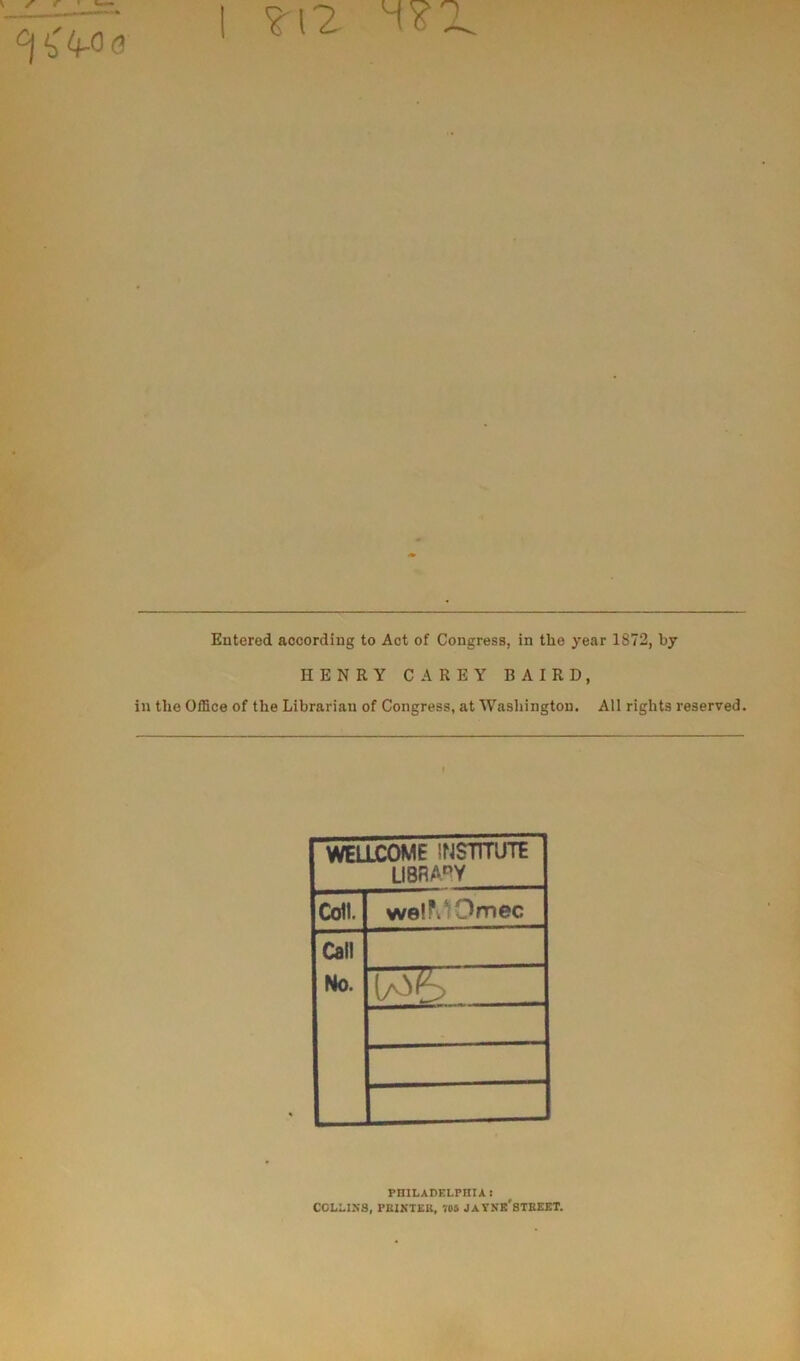 Entered according to Act of Congress, in the year 1872, by
HENRY CAREY BAIRD,
in the Office of the Librarian of Congress, at Washington. All rights reserved.
WELLCOME INSTITUTE
LIBRARY
Coll. welMOmec
Call
No. WB
PHILADELPHIA:
COLLINS, PRINTER, 705 JAYNE STREET.